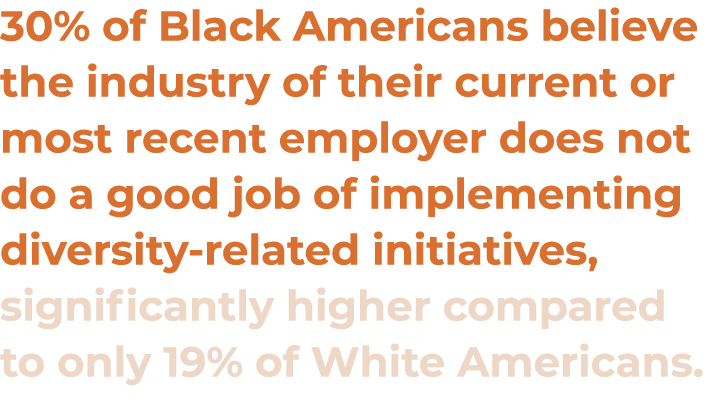 30% of Black Americans believe
the industry of their current or
most recent employer does not
do a good job of implementing
diversity-related initiatives,
significantly higher compared
to only 19% of White Americans.